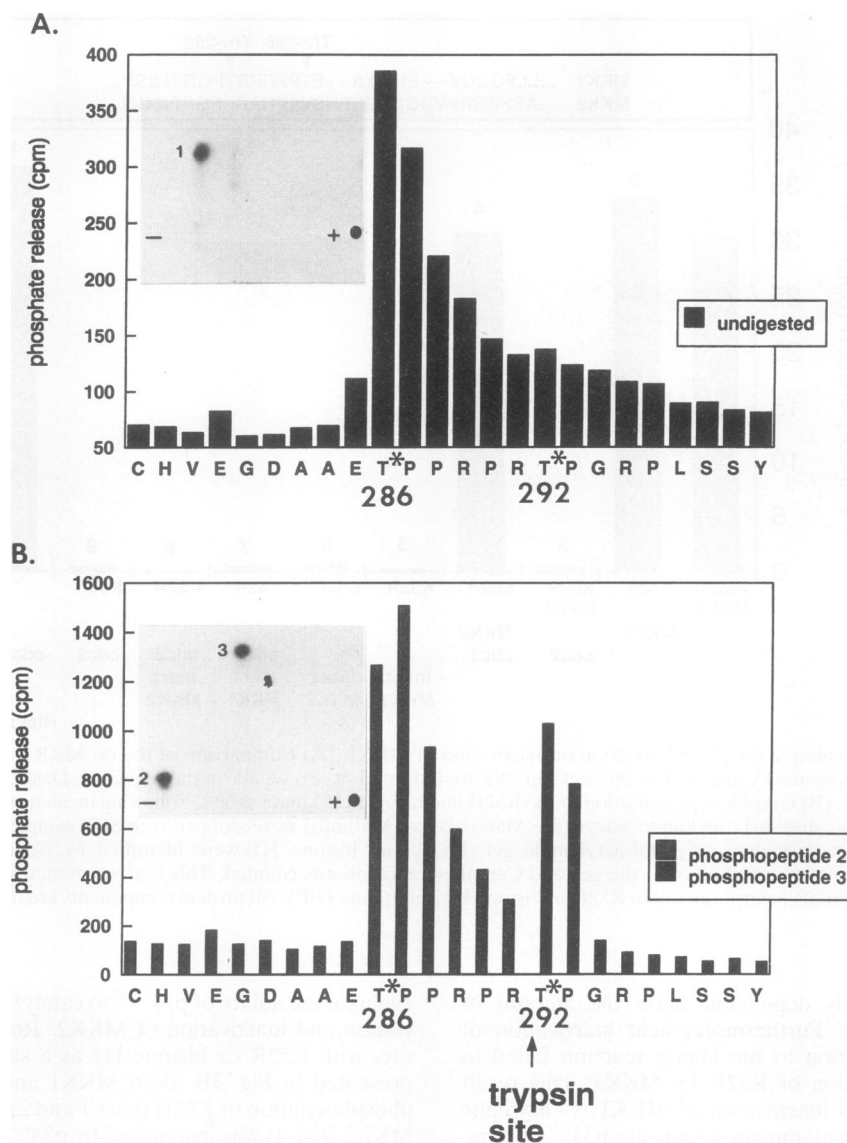 A.
phosphate release (cpm)
400
350
300
250
200
150
100
50
1
− +
undigested
C H V E G D A A E T * P P R P R T * P G R P L S S Y
286 292
B.
phosphate release (cpm)
1600
1400
1200
1000
800
600
400
200
0
3
2
+
phosphopeptide 2
phosphopeptide 3
C H V E G D A A E T * P P R P R T * P G R P L S S Y
286 292
trypsin
site